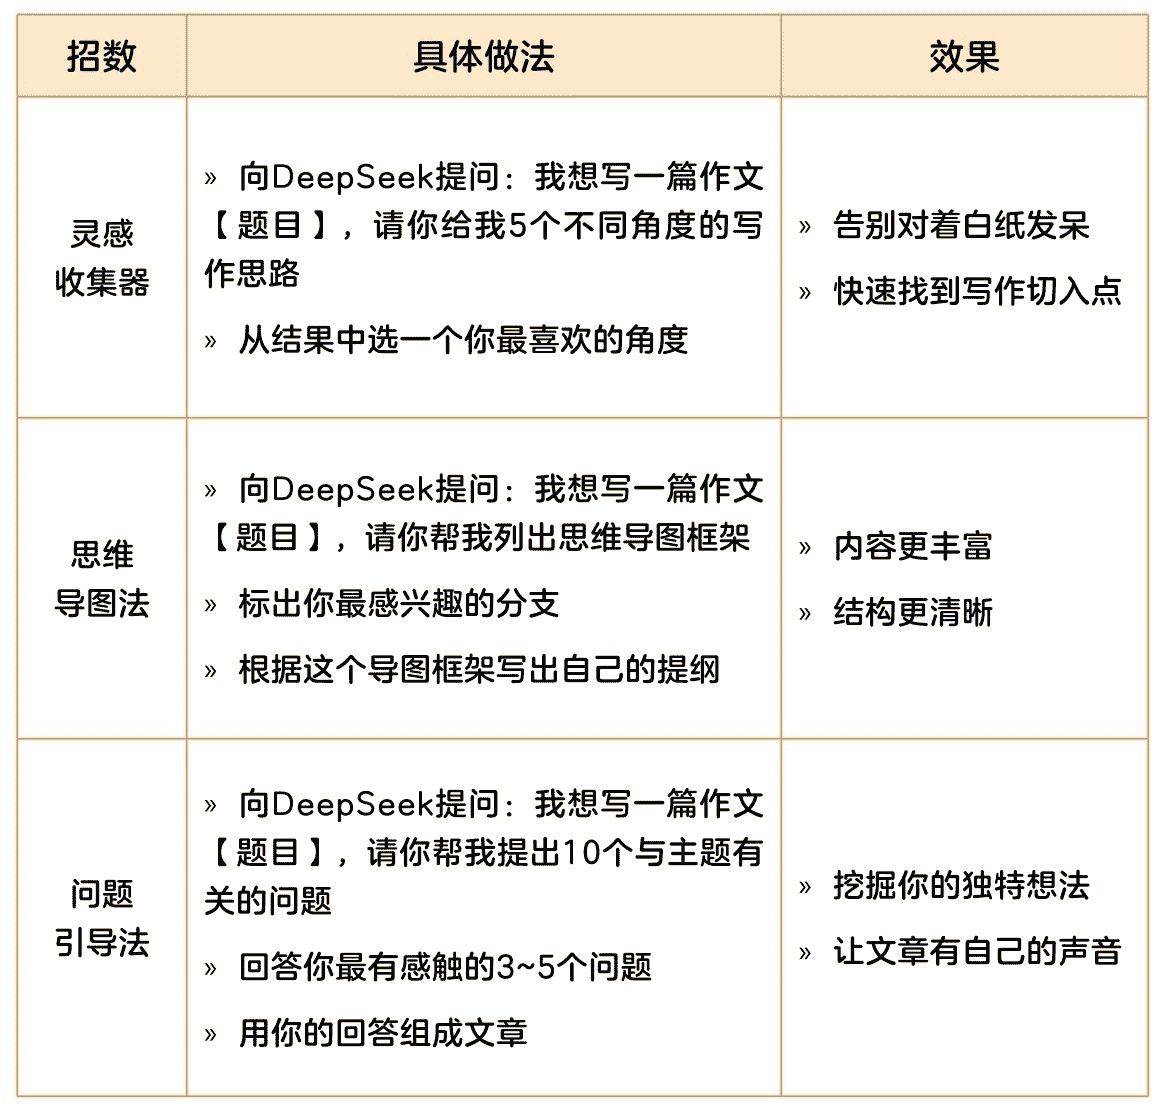 招数
具体做法
效果
灵感
收集器
» 向DeepSeek提问：我想写一篇作文
【题目】，请你给我5个不同角度的写
作思路
» 从结果中选一个你最喜欢的角度
» 告别对着白纸发呆
» 快速找到写作切入点
思维
导图法
» 向DeepSeek提问：我想写一篇作文
【题目】，请你帮我列出思维导图框架
» 标出你最感兴趣的分支
» 根据这个导图框架写出自己的提纲
» 内容更丰富
» 结构更清晰
问题
引导法
» 向DeepSeek提问：我想写一篇作文
【题目】，请你帮我提出10个与主题有
关的问题
» 回答你最有感触的3~5个问题
» 用你的回答组成文章
» 挖掘你的独特想法
» 让文章有自己的声音